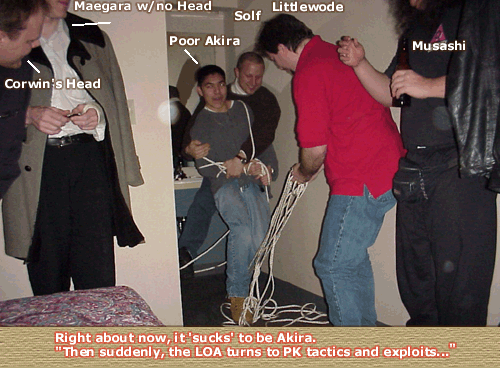 Maegara w/no Head
Solf
Littlewode
Poor Akira
Musashi
Corwin's Head
Right about now, it 'sucks' to be Akira.
"Then suddenly, the LOA turns to PK tactics and exploits..."